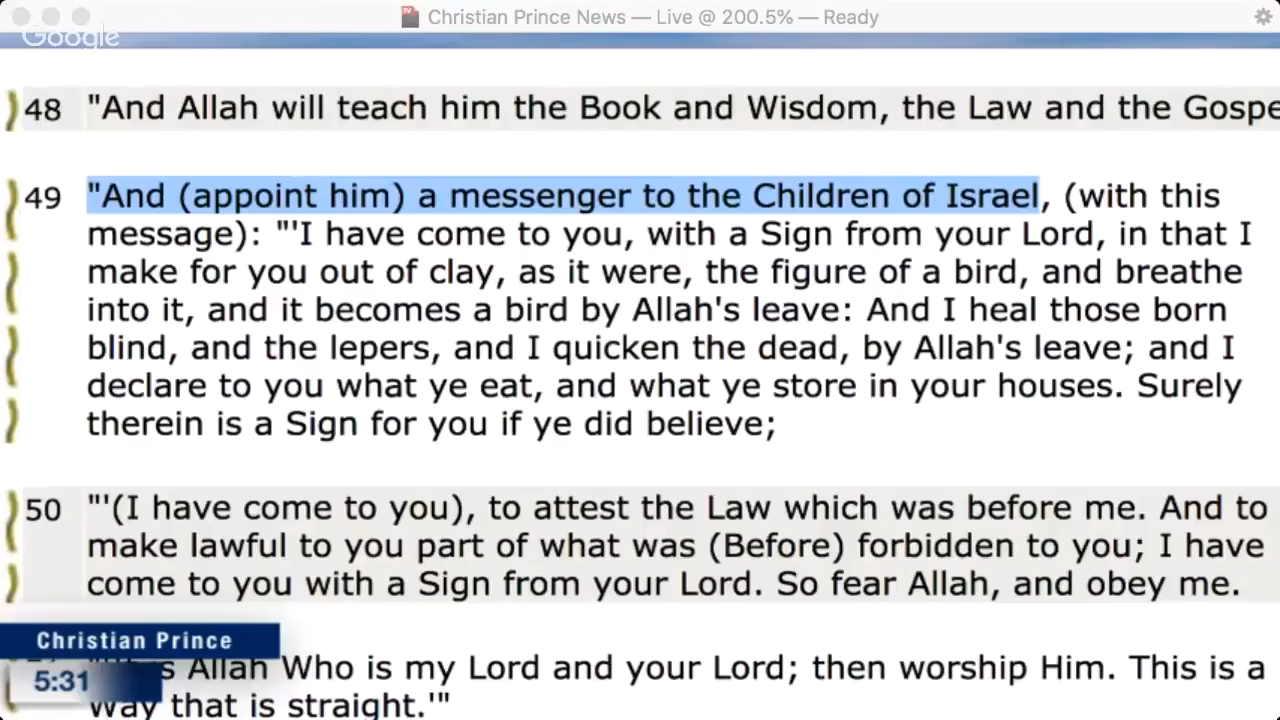 Christian Prince News — Live @ 200.5% — Ready
Google
48 "And Allah will teach him the Book and Wisdom, the Law and the Gospe
49 "And (appoint him) a messenger to the Children of Israel, (with this
message): "'I have come to you, with a Sign from your Lord, in that I
make for you out of clay, as it were, the figure of a bird, and breathe
into it, and it becomes a bird by Allah's leave: And I heal those born
blind, and the lepers, and I quicken the dead, by Allah's leave; and I
declare to you what ye eat, and what ye store in your houses. Surely
therein is a Sign for you if ye did believe;
50 "'(I have come to you), to attest the Law which was before me. And to
make lawful to you part of what was (Before) forbidden to you; I have
come to you with a Sign from your Lord. So fear Allah, and obey me.
Christian Prince
Allah Who is my Lord and your Lord; then worship Him. This is a
5:31
Way that is straight.'"